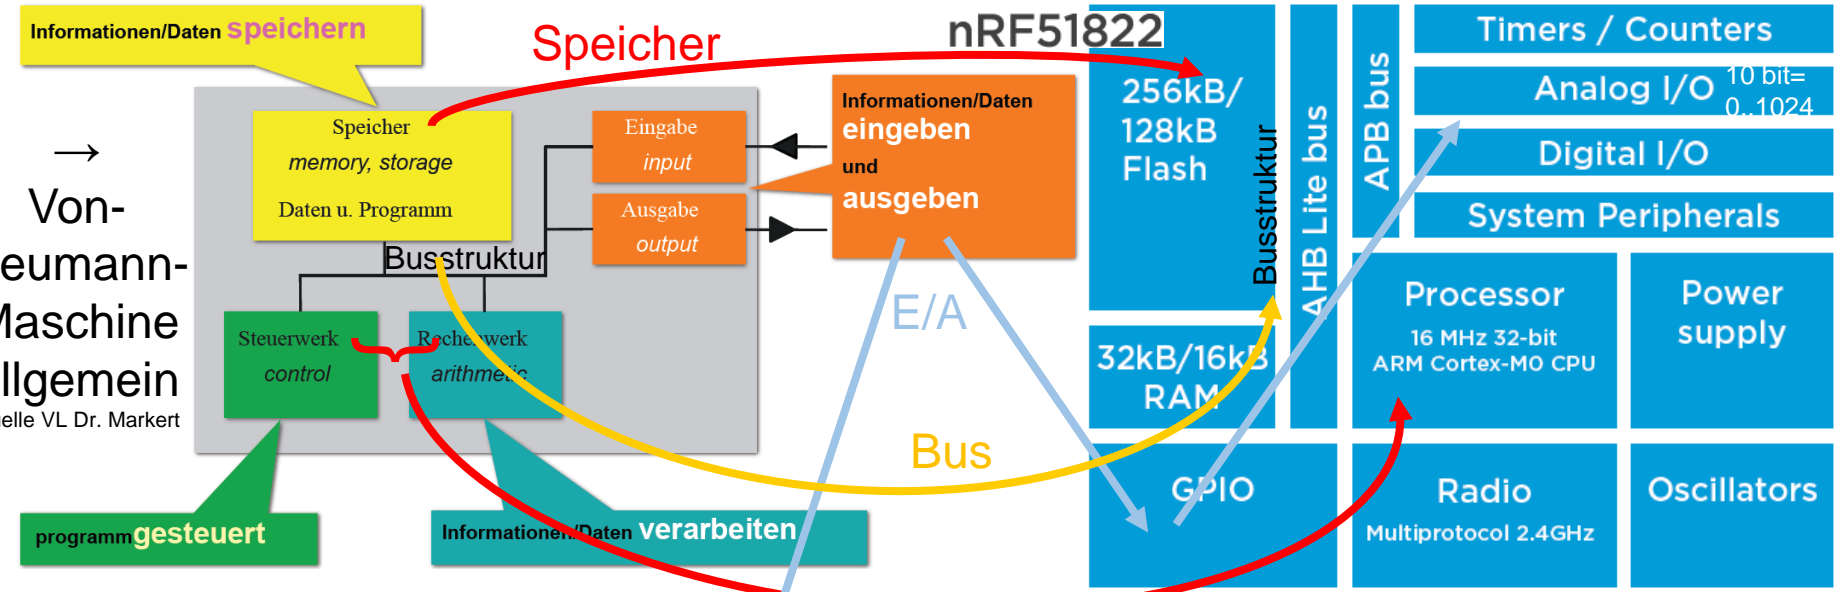 Informationen/Daten speichern
Speicher
nRF51822
→
Von-
eumann-
Maschine
llgemein
elle VL Dr. Markert
Speicher
memory, storage
Daten u. Programm
Busstruktur
Eingabe
input
Ausgabe
output
Steuerwerk
control
Rechenwerk
arithmetic
programmgesteuert
Informationen/Daten verarbeiten
Informationen/Daten
eingeben
und
ausgeben
E/A
Bus
256kB/
128kB
Flash
32kB/16kB
RAM
Busstruktur
AHB Lite bus
APB bus
Timers / Counters
Analog I/O
10 bit=
0..1024
Digital I/O
System Peripherals
Processor
16 MHz 32-bit
ARM Cortex-M0 CPU
Power
supply
GPIO
Radio
Multiprotocol 2.4GHz
Oscillators